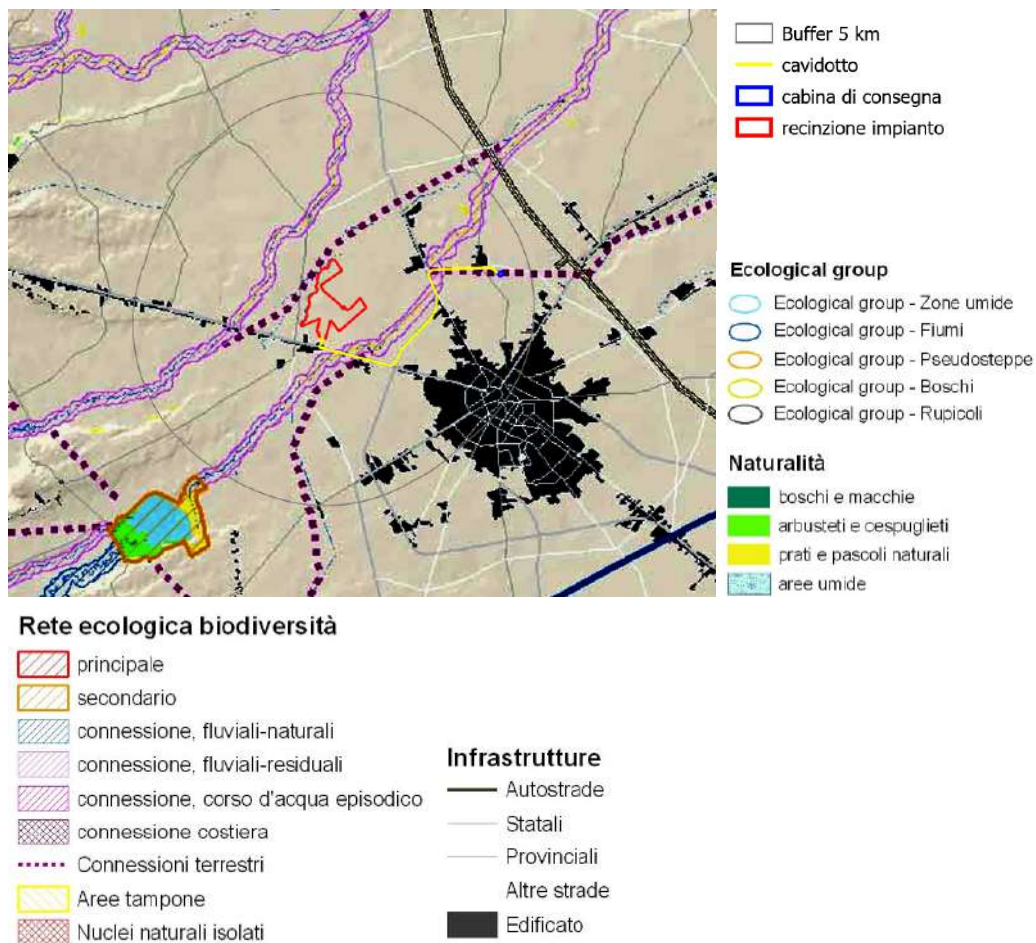 Buffer 5 km
cavidotto
cabina di consegna
recinzione impianto
Ecological group
Ecological group - Zone umide
Ecological group - Fiumi
Ecological group - Pseudosteppe
Ecological group - Boschi
Ecological group - Rupicoli
Naturalità
boschi e macchie
arbusteti e cespuglieti
prati e pascoli naturali
aree umide
Rete ecologica biodiversità
principale
secondario
connessione, fluviali-naturali
connessione, fluviali-residuali
connessione, corso d'acqua episodico
connessione costiera
Connessioni terrestri
Aree tampone
Nuclei naturali isolati
Infrastrutture
Autostrade
Statali
Provinciali
Altre strade
Edificato